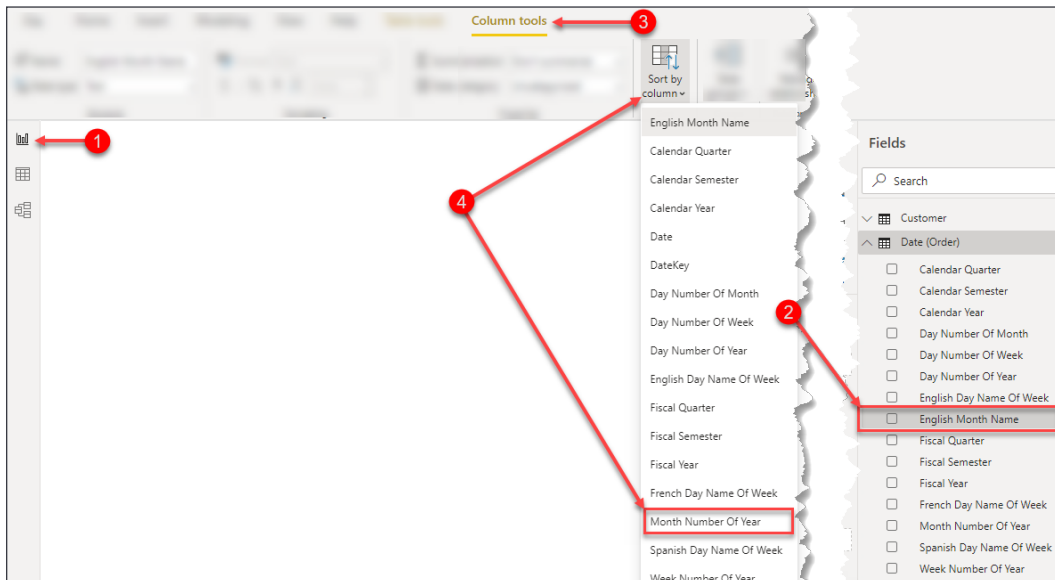 Column tools
3
Sort by
column
1
4
2
English Month Name
Calendar Quarter
Calendar Semester
Calendar Year
Date
DateKey
Day Number Of Month
Day Number Of Week
Day Number Of Year
English Day Name Of Week
Fiscal Quarter
Fiscal Semester
Fiscal Year
French Day Name Of Week
Month Number Of Year
Spanish Day Name Of Week
Week Number Of Year
Fields
Search
Customer
Date (Order)
Calendar Quarter
Calendar Semester
Calendar Year
Day Number Of Month
Day Number Of Week
Day Number Of Year
English Day Name Of Week
English Month Name
Fiscal Quarter
Fiscal Semester
Fiscal Year
French Day Name Of Week
Month Number Of Year
Spanish Day Name Of Week
Week Number Of Year